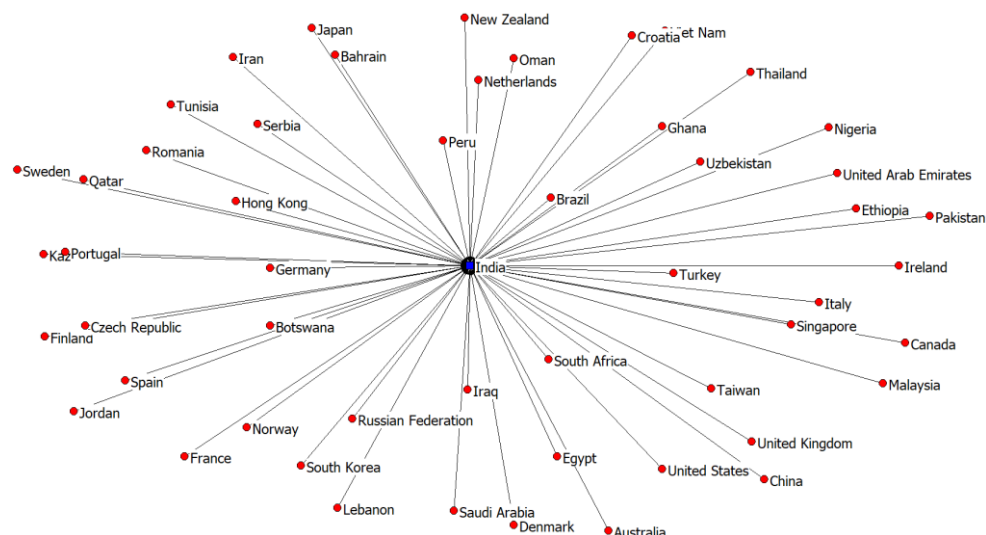 New Zealand
Japan
Croatia
Bahrain
Iran
Oman
Thailand
Netherlands
Tunisia
Serbia
Ghana
Nigeria
Peru
Romania
Uzbekistan
Sweden
Qatar
United Arab Emirates
Hong Kong
Brazil
Ethiopia
Pakistan
Portugal
Germany
India
Ireland
Turkey
Italy
Czech Republic
Botswana
Singapore
Finland
Canada
South Africa
Spain
Malaysia
Iraq
Taiwan
Jordan
Russian Federation
Norway
United Kingdom
France
South Korea
Egypt
United States
China
Lebanon
Saudi Arabia
Denmark
Australia